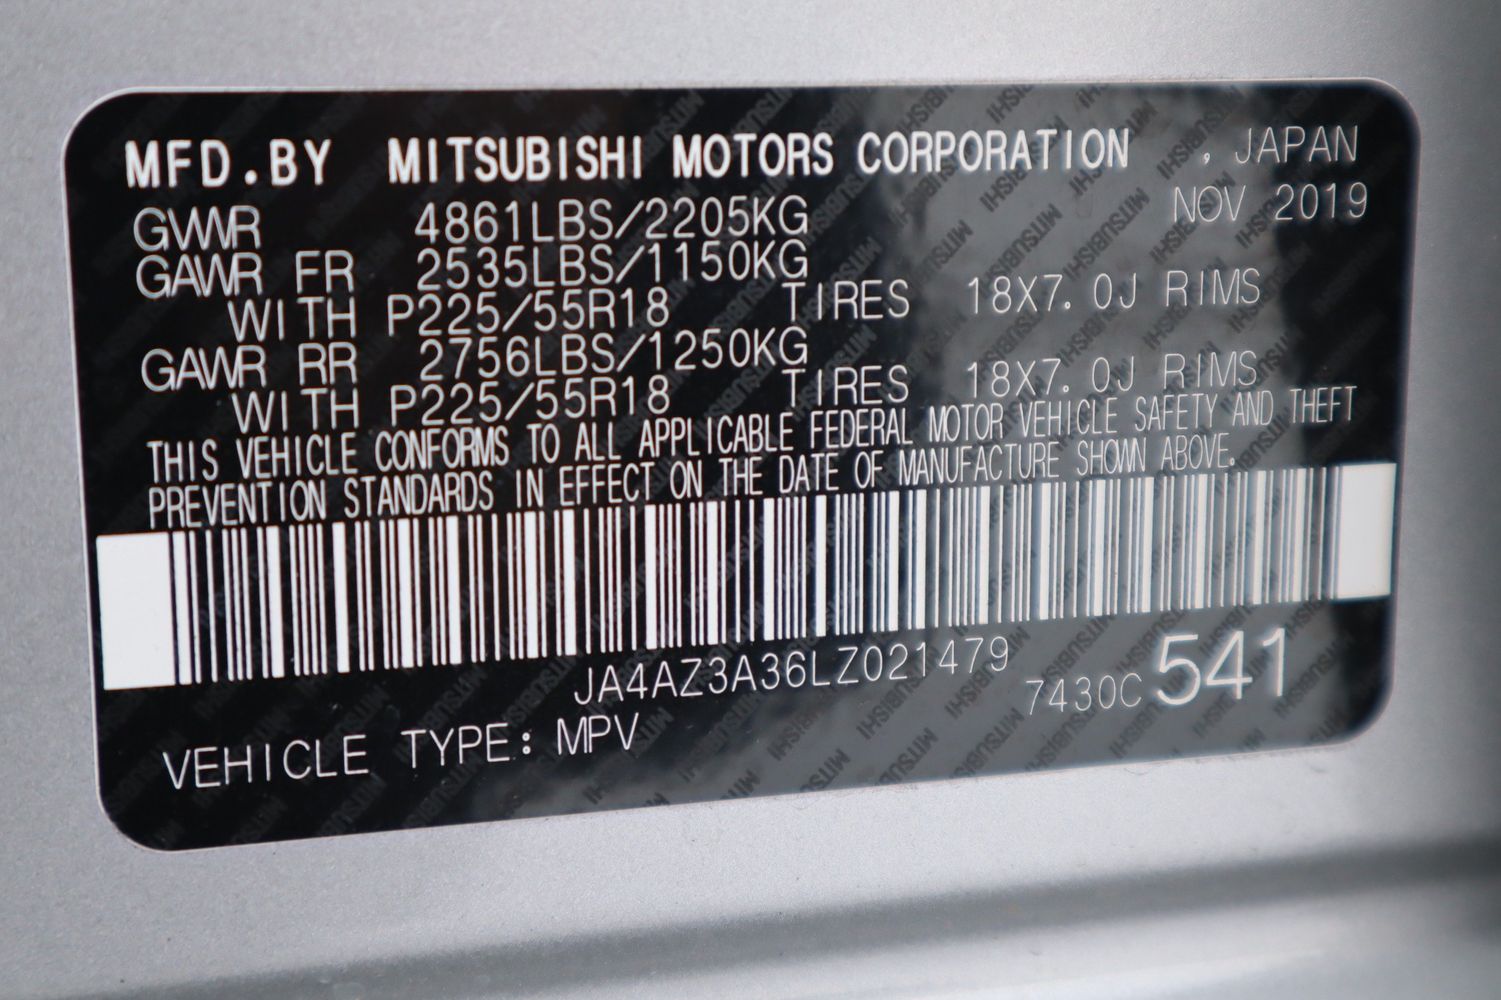 MFD.BY MITSUBISHI MOTORS CORPORATION , JAPAN
NOV 2019
GVWR 4861LBS/2205KG
GAWR FR 2535LBS/1150KG
WITH P225/55R18 TIRES 18X7.0J RIMS
GAWR RR 2756LBS/1250KG
WITH P225/55R18 TIRES 18X7.0J RIMS
THIS VEHICLE CONFORMS TO ALL APPLICABLE FEDERAL MOTOR VEHICLE SAFETY AND THEFT
PREVENTION STANDARDS IN EFFECT ON THE DATE OF MANUFACTURE SHOWN ABOVE.
JA4AZ3A36LZ021479
7430C 541
VEHICLE TYPE: MPV